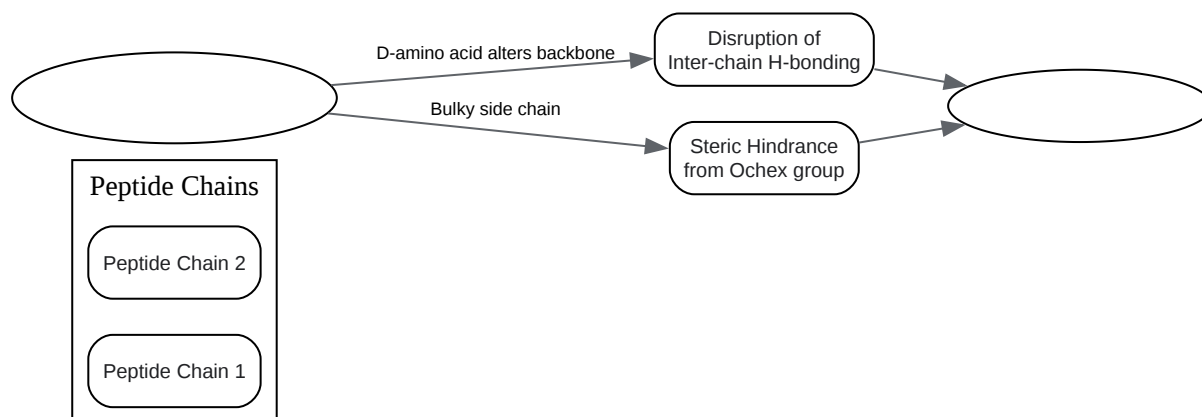 D-amino acid alters backbone
Bulky side chain
Disruption of
Inter-chain H-bonding
Steric Hindrance
from Ochex group
Peptide Chains
Peptide Chain 2
Peptide Chain 1